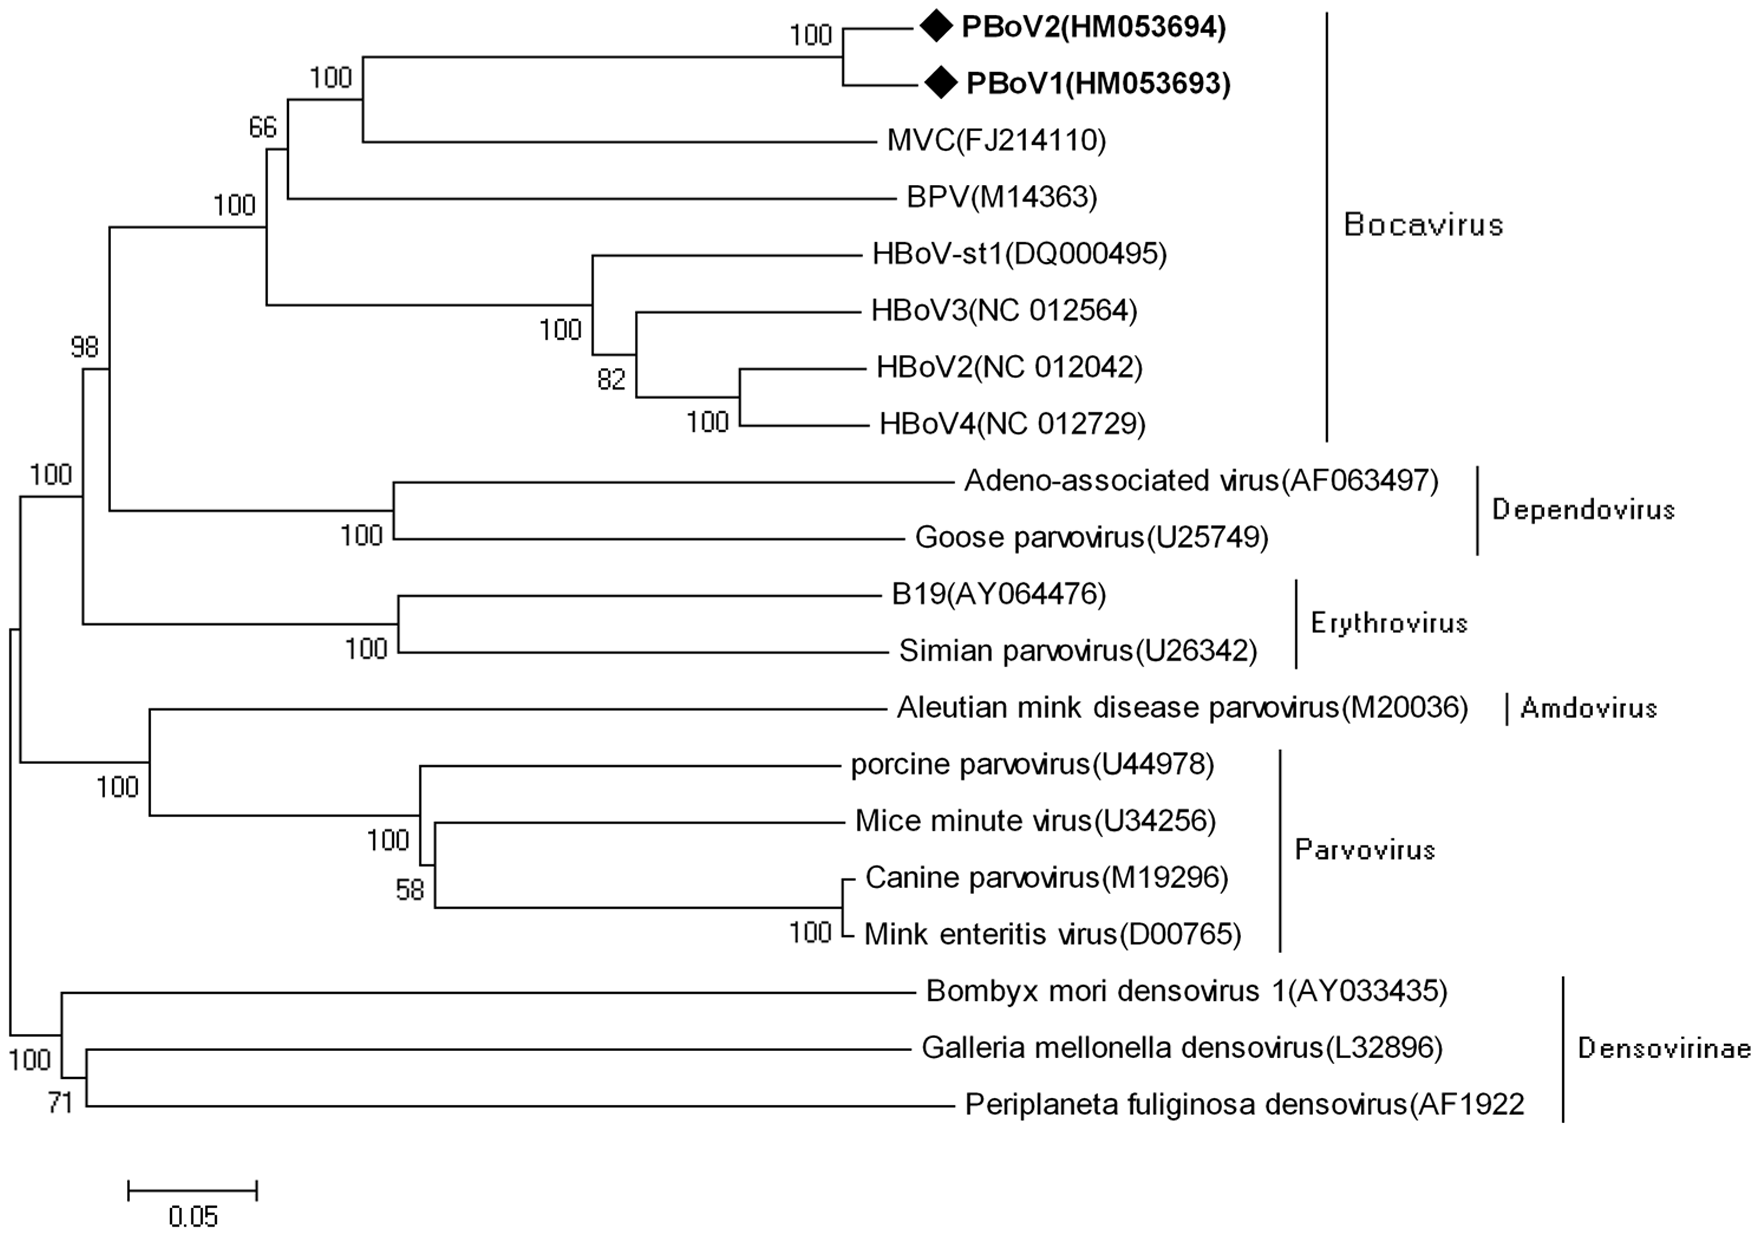 100
PBoV2(HM053694)
100
PBoV1(HM053693)
66
MVC(FJ214110)
100
BPV(M14363)
Bocavirus
HBoV-st1(DQ000495)
100
HBoV3(NC 012564)
98
82
HBoV2(NC 012042)
100
HBoV4(NC 012729)
100
Adeno-associated virus(AF063497)
Dependovirus
100
Goose parvovirus(U25749)
B19(AY064476)
Erythrovirus
100
Simian parvovirus(U26342)
Aleutian mink disease parvovirus(M20036)
Amdovirus
100
porcine parvovirus(U44978)
100
Mice minute virus(U34256)
Parvovirus
58
Canine parvovirus(M19296)
100
Mink enteritis virus(D00765)
Bombyx mori densovirus 1(AY033435)
100
Galleria mellonella densovirus(L32896)
Densovirinae
71
Periplaneta fuliginosa densovirus(AF1922
0.05